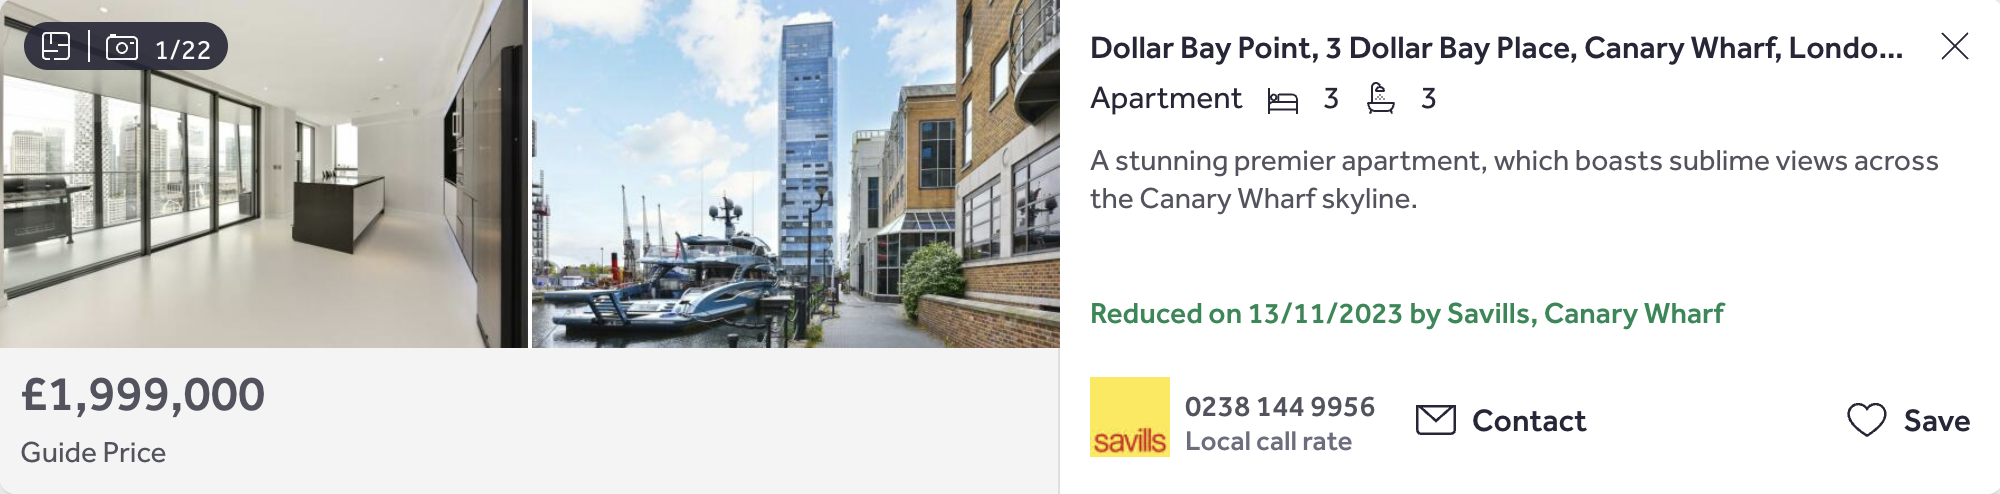 1/22
£1,999,000
Guide Price
Dollar Bay Point, 3 Dollar Bay Place, Canary Wharf, Londo...
Apartment 3 3
A stunning premier apartment, which boasts sublime views across
the Canary Wharf skyline.
Reduced on 13/11/2023 by Savills, Canary Wharf
savills
0238 144 9956
Local call rate
Contact
Save